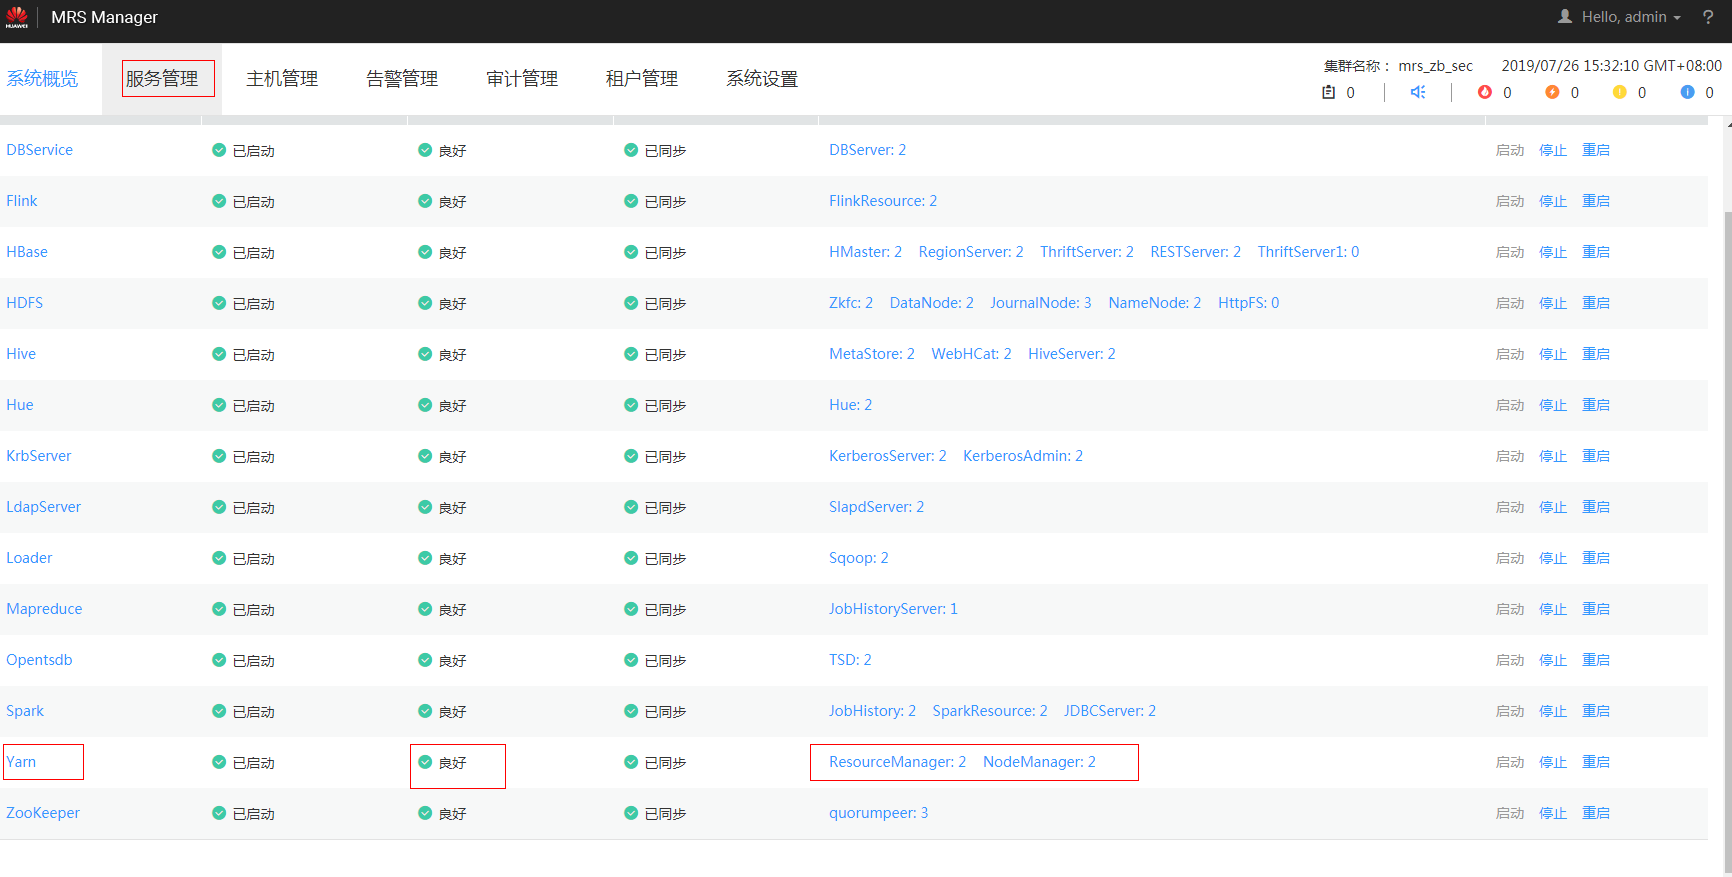 HUAWEI MRS Manager Hello, admin ?
系统概览 服务管理 主机管理 告警管理 审计管理 租户管理 系统设置 集群名称： mrs_zb_sec 2019/07/26 15:32:10 GMT+08:00
0 0 0 0 0
DBService 已启动 良好 已同步 DBServer: 2 启动 停止 重启
Flink 已启动 良好 已同步 FlinkResource: 2 启动 停止 重启
HBase 已启动 良好 已同步 HMaster: 2 RegionServer: 2 ThriftServer: 2 RESTServer: 2 ThriftServer1: 0 启动 停止 重启
HDFS 已启动 良好 已同步 Zkfc: 2 DataNode: 2 JournalNode: 3 NameNode: 2 HttpFS: 0 启动 停止 重启
Hive 已启动 良好 已同步 MetaStore: 2 WebHCat: 2 HiveServer: 2 启动 停止 重启
Hue 已启动 良好 已同步 Hue: 2 启动 停止 重启
KrbServer 已启动 良好 已同步 KerberosServer: 2 KerberosAdmin: 2 启动 停止 重启
LdapServer 已启动 良好 已同步 SlapdServer: 2 启动 停止 重启
Loader 已启动 良好 已同步 Sqoop: 2 启动 停止 重启
Mapreduce 已启动 良好 已同步 JobHistoryServer: 1 启动 停止 重启
Opentsdb 已启动 良好 已同步 TSD: 2 启动 停止 重启
Spark 已启动 良好 已同步 JobHistory: 2 SparkResource: 2 JDBCServer: 2 启动 停止 重启
Yarn 已启动 良好 已同步 ResourceManager: 2 NodeManager: 2 启动 停止 重启
ZooKeeper 已启动 良好 已同步 quorumpeer: 3 启动 停止 重启